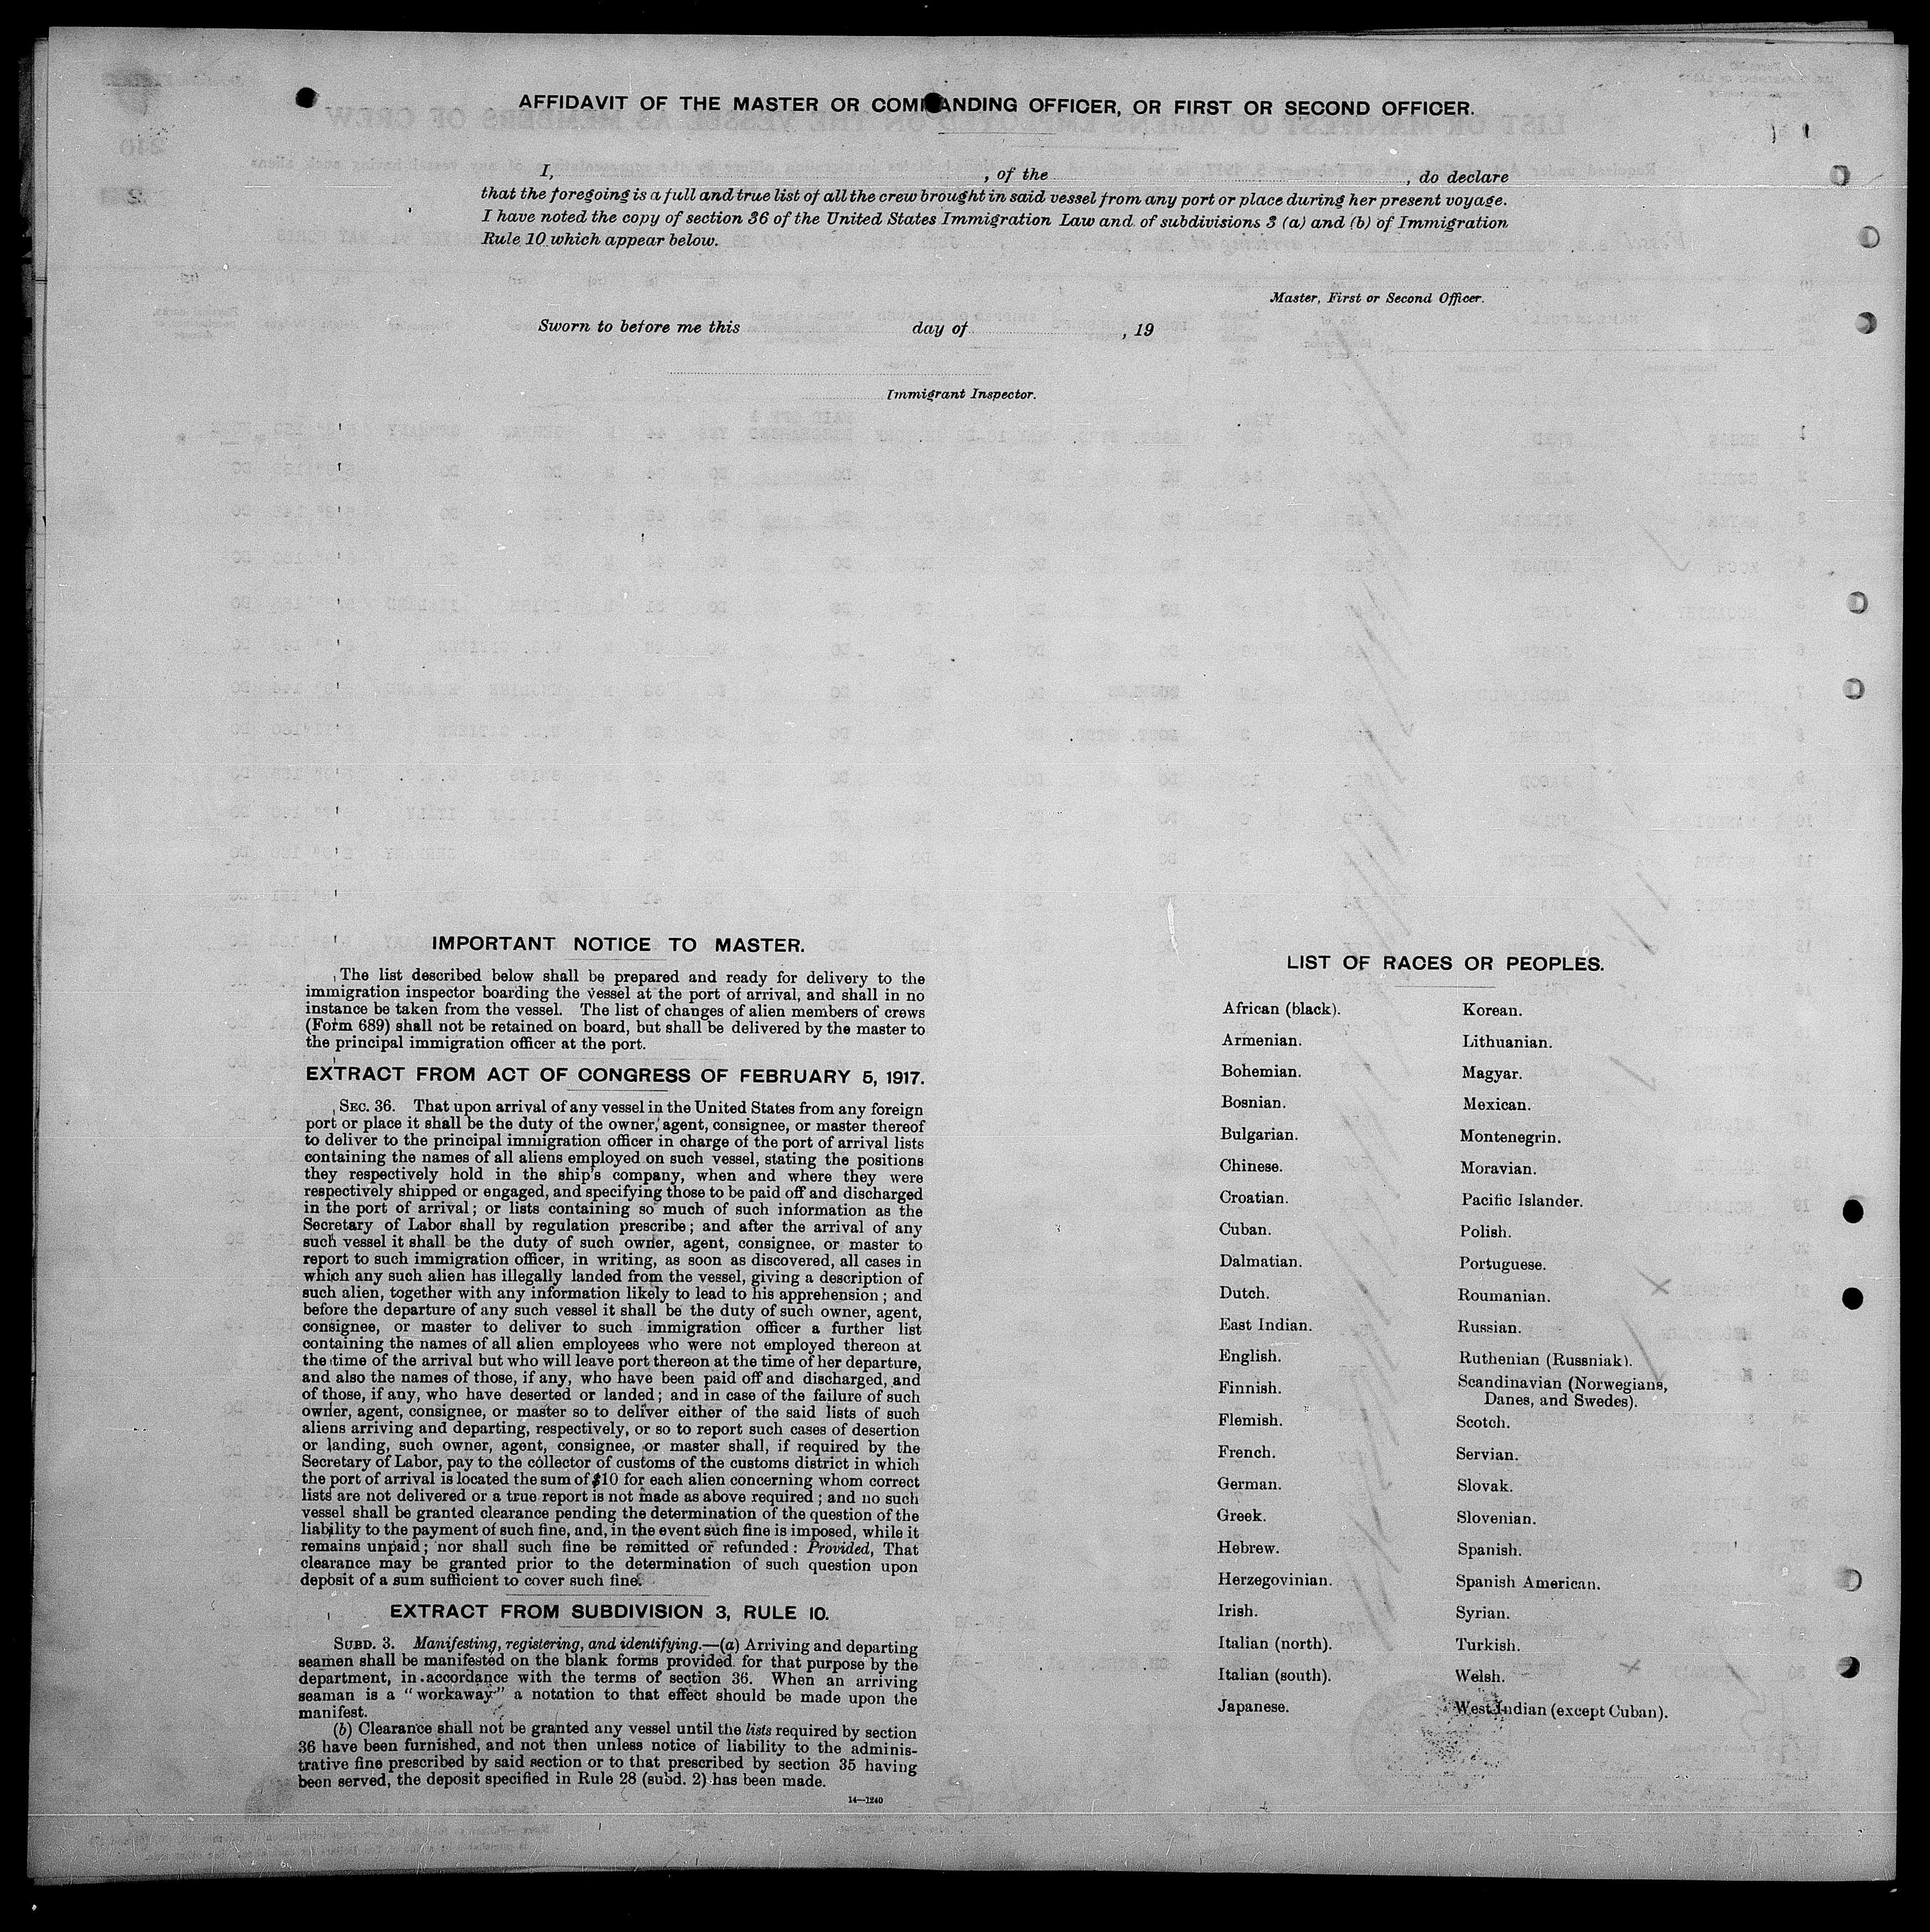 AFFIDAVIT OF THE MASTER OR COMMANDING OFFICER, OR FIRST OR SECOND OFFICER.
I, , of the , do declare
that the foregoing is a full and true list of all the crew brought in said vessel from any port or place during her present voyage.
I have noted the copy of section 36 of the United States Immigration Law and of subdivisions 3 (a) and (b) of Immigration
Rule 10 which appear below.
Master, First or Second Officer.
Sworn to before me this day of , 19
Immigrant Inspector.
IMPORTANT NOTICE TO MASTER.
The list described below shall be prepared and ready for delivery to the
immigration inspector boarding the vessel at the port of arrival, and shall in no
instance be taken from the vessel. The list of changes of alien members of crews
(Form 689) shall not be retained on board, but shall be delivered by the master to
the principal immigration officer at the port.
EXTRACT FROM ACT OF CONGRESS OF FEBRUARY 5, 1917.
SEC. 36. That upon arrival of any vessel in the United States from any foreign
port or place it shall be the duty of the owner, agent, consignee, or master thereof
to deliver to the principal immigration officer in charge of the port of arrival lists
containing the names of all aliens employed on such vessel, stating the positions
they respectively hold in the ship's company, when and where they were
respectively shipped or engaged, and specifying those to be paid off and discharged
in the port of arrival; or lists containing so much of such information as the
Secretary of Labor shall by regulation prescribe; and after the arrival of any
such vessel it shall be the duty of such owner, agent, consignee, or master to
report to such immigration officer, in writing, as soon as discovered, all cases in
which any such alien has illegally landed from the vessel, giving a description of
such alien, together with any information likely to lead to his apprehension; and
before the departure of any such vessel it shall be the duty of such owner, agent,
consignee, or master to deliver to such immigration officer a further list
containing the names of all alien employees who were not employed thereon at
the time of the arrival but who will leave port thereon at the time of her departure,
and also the names of those, if any, who have been paid off and discharged, and
of those, if any, who have deserted or landed; and in case of the failure of such
owner, agent, consignee, or master so to deliver either of the said lists of such
aliens arriving and departing, respectively, or so to report such cases of desertion
or landing, such owner, agent, consignee, or master shall, if required by the
Secretary of Labor, pay to the collector of customs of the customs district in which
the port of arrival is located the sum of $10 for each alien concerning whom correct
lists are not delivered or a true report is not made as above required; and no such
vessel shall be granted clearance pending the determination of the question of the
liability to the payment of such fine, and, in the event such fine is imposed, while it
remains unpaid; nor shall such fine be remitted or refunded: Provided, That
clearance may be granted prior to the determination of such question upon
deposit of a sum sufficient to cover such fine.
EXTRACT FROM SUBDIVISION 3, RULE 10.
SUBD. 3. Manifesting, registering, and identifying.—(a) Arriving and departing
seamen shall be manifested on the blank forms provided for that purpose by the
department, in accordance with the terms of section 36. When an arriving
seaman is a "workaway" a notation to that effect should be made upon the
manifest.
(b) Clearance shall not be granted any vessel until the lists required by section
36 have been furnished, and not then unless notice of liability to the adminis-
trative fine prescribed by said section or to that prescribed by section 35 having
been served, the deposit specified in Rule 28 (subd. 2) has been made.
14—1240
LIST OF RACES OR PEOPLES.
African (black).
Armenian.
Bohemian.
Bosnian.
Bulgarian.
Chinese.
Croatian.
Cuban.
Dalmatian.
Dutch.
East Indian.
English.
Finnish.
Flemish.
French.
German.
Greek.
Hebrew.
Herzegovinian.
Irish.
Italian (north).
Italian (south).
Japanese.
Korean.
Lithuanian.
Magyar.
Mexican.
Montenegrin.
Moravian.
Pacific Islander.
Polish.
Portuguese.
Roumanian.
Russian.
Ruthenian (Russniak).
Scandinavian (Norwegians,
Danes, and Swedes).
Scotch.
Servian.
Slovak.
Slovenian.
Spanish.
Spanish American.
Syrian.
Turkish.
Welsh.
West Indian (except Cuban).